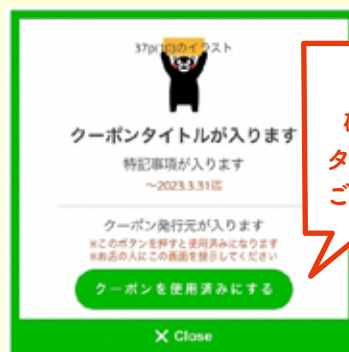 37p(10)のイラスト
クーポンタイトルが入ります
特記事項が入ります
～2023.3.31迄
クーポン発行元が入ります
※このボタンを押すと使用済みになります
※お店の人にこの画面を提示してください
クーポンを使用済みにする
× Close
タ
ご